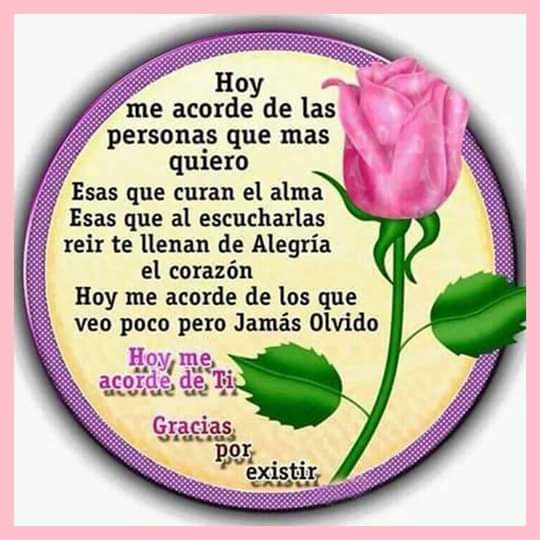 Hoy
me acorde de las
personas que mas
quiero
Esas que curan el alma
Esas que al escucharlas
reir te llenan de Alegría
el corazón
Hoy me acorde de los que
veo poco pero Jamás Olvido
Hoy me
acorde de Ti
Gracias
por
existir